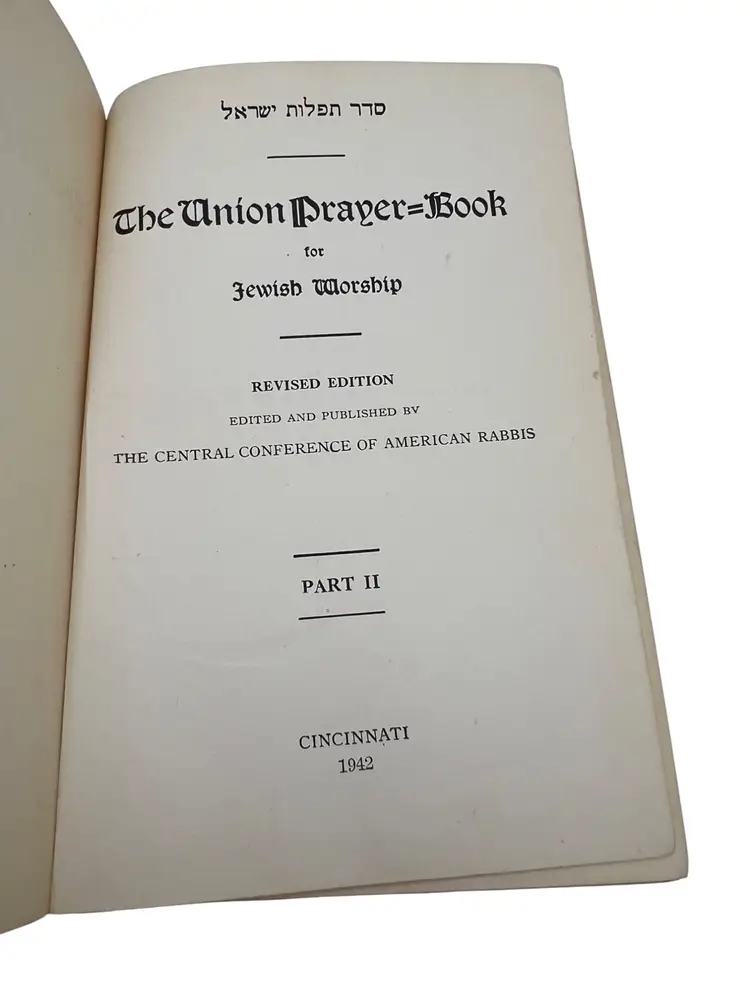 סדר תפלות ישראל
The Union Prayer=Book
for
Jewish Worship
REVISED EDITION
EDITED AND PUBLISHED BY
THE CENTRAL CONFERENCE OF AMERICAN RABBIS
PART II
CINCINNATI
1942